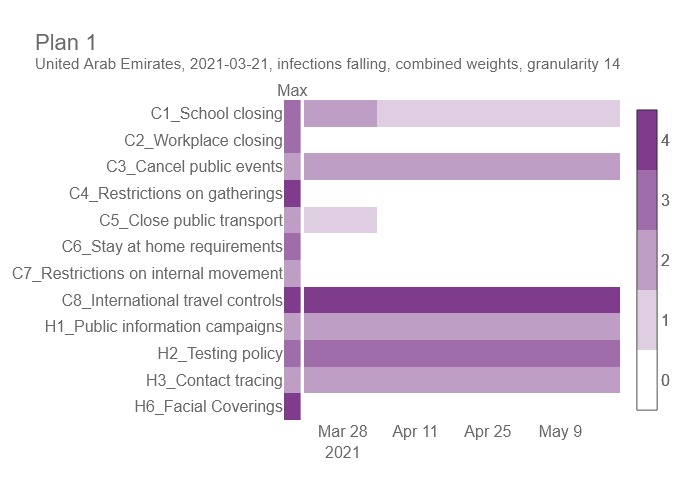 Plan 1
United Arab Emirates, 2021-03-21, infections falling, combined weights, granularity 14
Max
C1_School closing
C2_Workplace closing
C3_Cancel public events
C4_Restrictions on gatherings
C5_Close public transport
C6_Stay at home requirements
C7_Restrictions on internal movement
C8_International travel controls
H1_Public information campaigns
H2_Testing policy
H3_Contact tracing
H6_Facial Coverings
Mar 28 Apr 11 Apr 25 May 9
2021
4
3
2
1
0